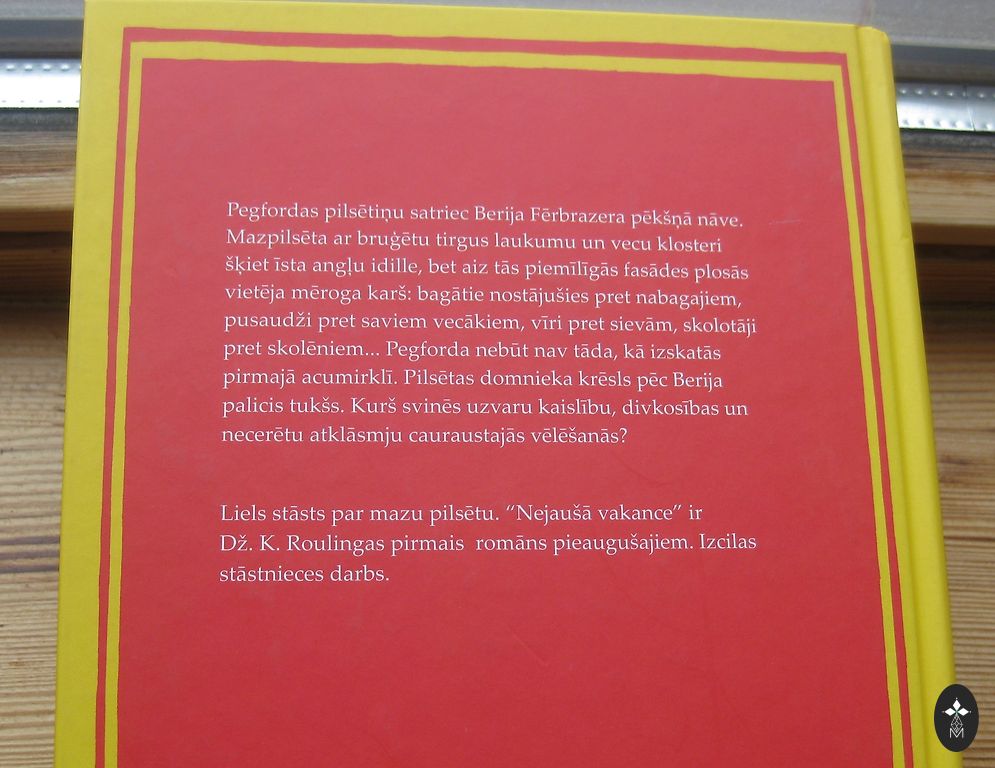 Pegfordas pilsētiņu satriec Berija Fērbrazera pēkšņā nāve.
Mazpilsēta ar bruģētu tirgus laukumu un vecu klosteri
šķiet īsta angļu idille, bet aiz tās piemīlīgās fasādes plosās
vietēja mēroga karš: bagātie nostājušies pret nabagajiem,
pusaudži pret saviem vecākiem, vīri pret sievām, skolotāji
pret skolēniem... Pegforda nebūt nav tāda, kā izskatās
pirmajā acumirklī. Pilsētas domnieka krēsls pēc Berija
palicis tukšs. Kurš svinēs uzvaru kaislību, divkosības un
necerētu atklāsmju cauraustajās vēlēšanās?
Liels stāsts par mazu pilsētu. “Nejaušā vakance” ir
Dž. K. Roulingas pirmais romāns pieaugušajiem. Izcilas
stāstnieces darbs.
M